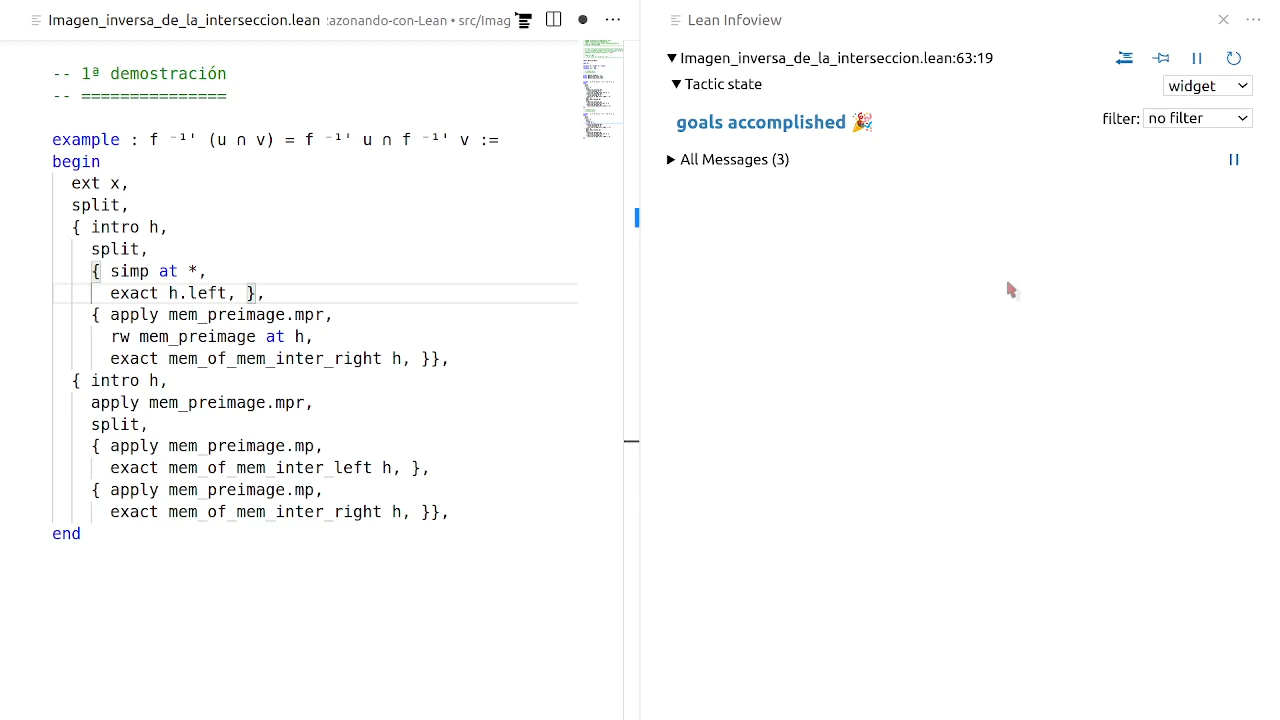 Imagen_inversa_de_la_interseccion.lean azonando-con-Lean • src/Imag
-- 1ª demostración
-- ===============
example : f ⁻¹' (u ∩ v) = f ⁻¹' u ∩ f ⁻¹' v :=
begin
ext x,
split,
{ intro h,
split,
{ simp at *,
exact h.left, },
{ apply mem_preimage.mpr,
rw mem_preimage at h,
exact mem_of_mem_inter_right h, }},
{ intro h,
apply mem_preimage.mpr,
split,
{ apply mem_preimage.mp,
exact mem_of_mem_inter_left h, },
{ apply mem_preimage.mp,
exact mem_of_mem_inter_right h, }},
end
Lean Infoview
Imagen_inversa_de_la_interseccion.lean:63:19
Tactic state
widget
goals accomplished 🎉
filter: no filter
All Messages (3)